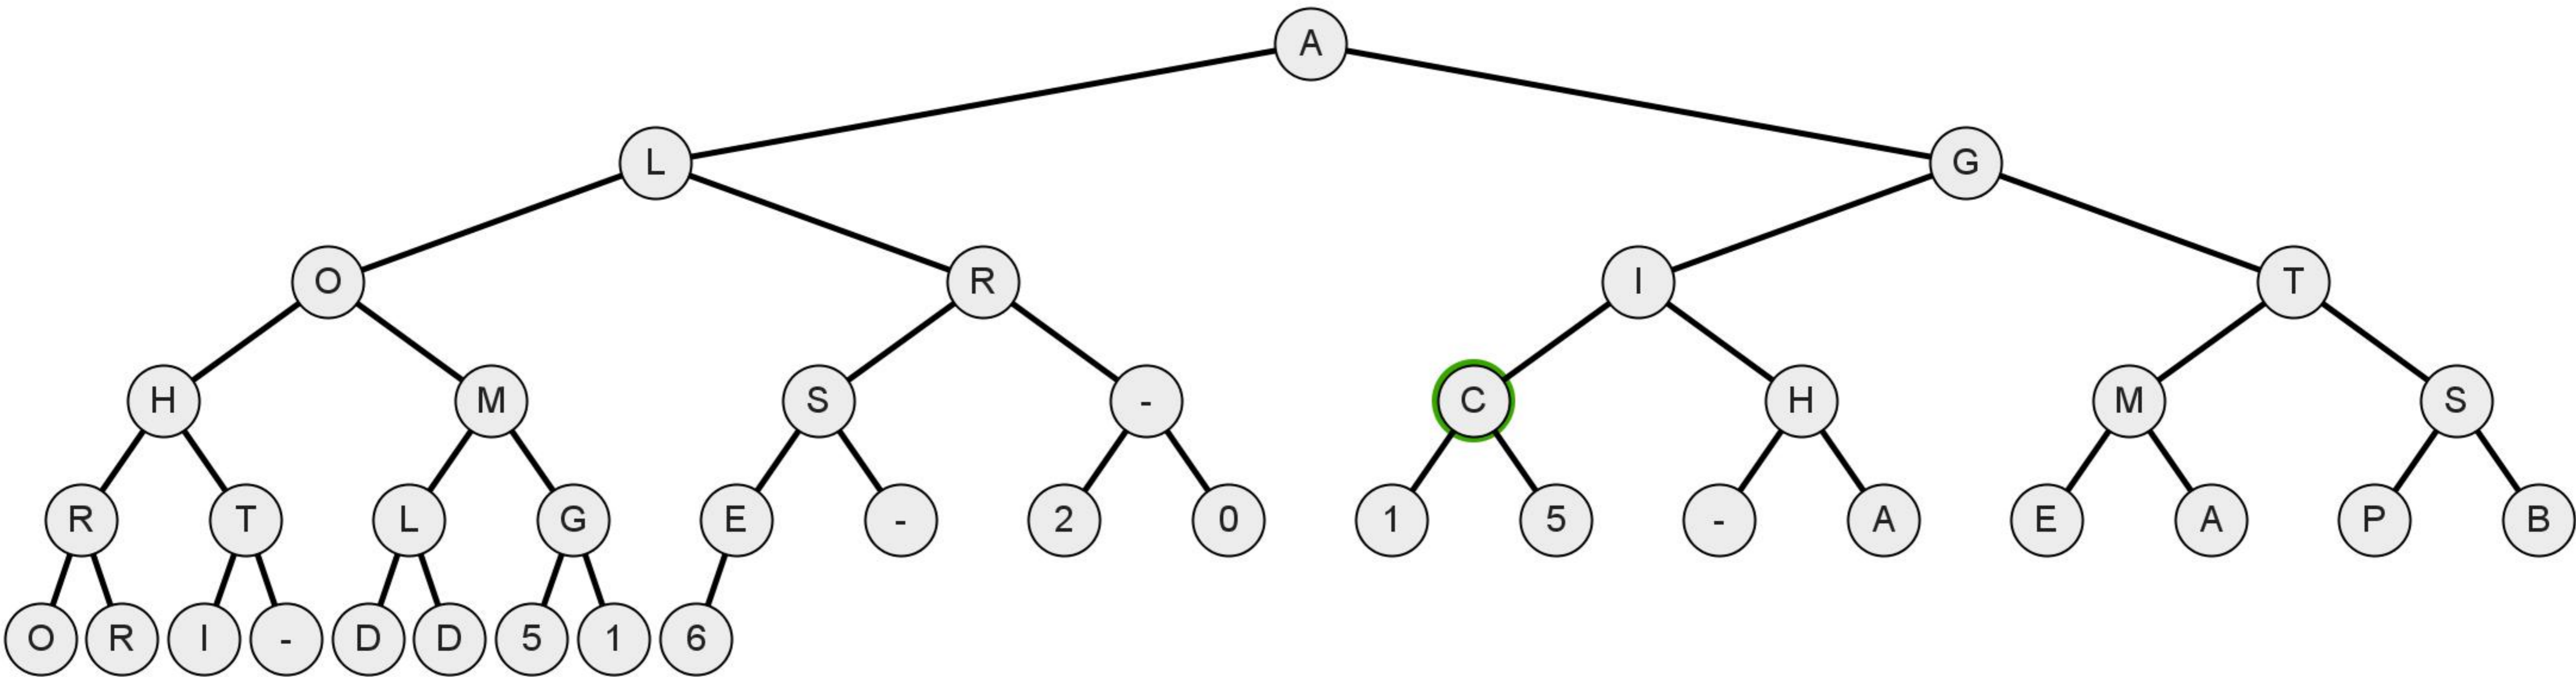 A
L G
O R I T
H M S - C H M S
R T L G E - 2 0 1 5 - A E A P B
O R I - D D 5 1 6